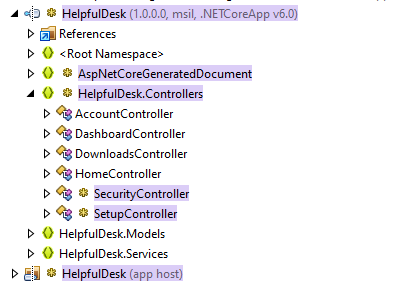 HelpfulDesk (1.0.0.0, msil, .NETCoreApp v6.0)
References
<Root Namespace>
AspNetCoreGeneratedDocument
HelpfulDesk.Controllers
AccountController
DashboardController
DownloadsController
HomeController
SecurityController
SetupController
HelpfulDesk.Models
HelpfulDesk.Services
HelpfulDesk (app host)